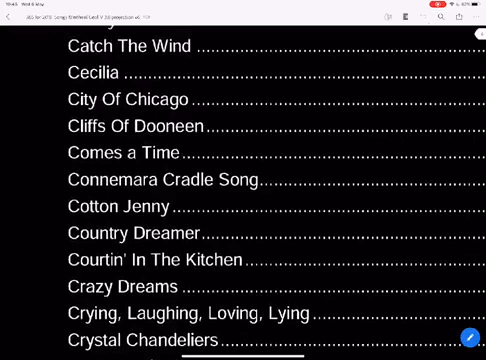 Catch The Wind
Cecilia
City Of Chicago
Cliffs Of Dooneen
Comes a Time
Connemara Cradle Song
Cotton Jenny
Country Dreamer
Courtin' In The Kitchen
Crazy Dreams
Crying, Laughing, Loving, Lying
Crystal Chandeliers